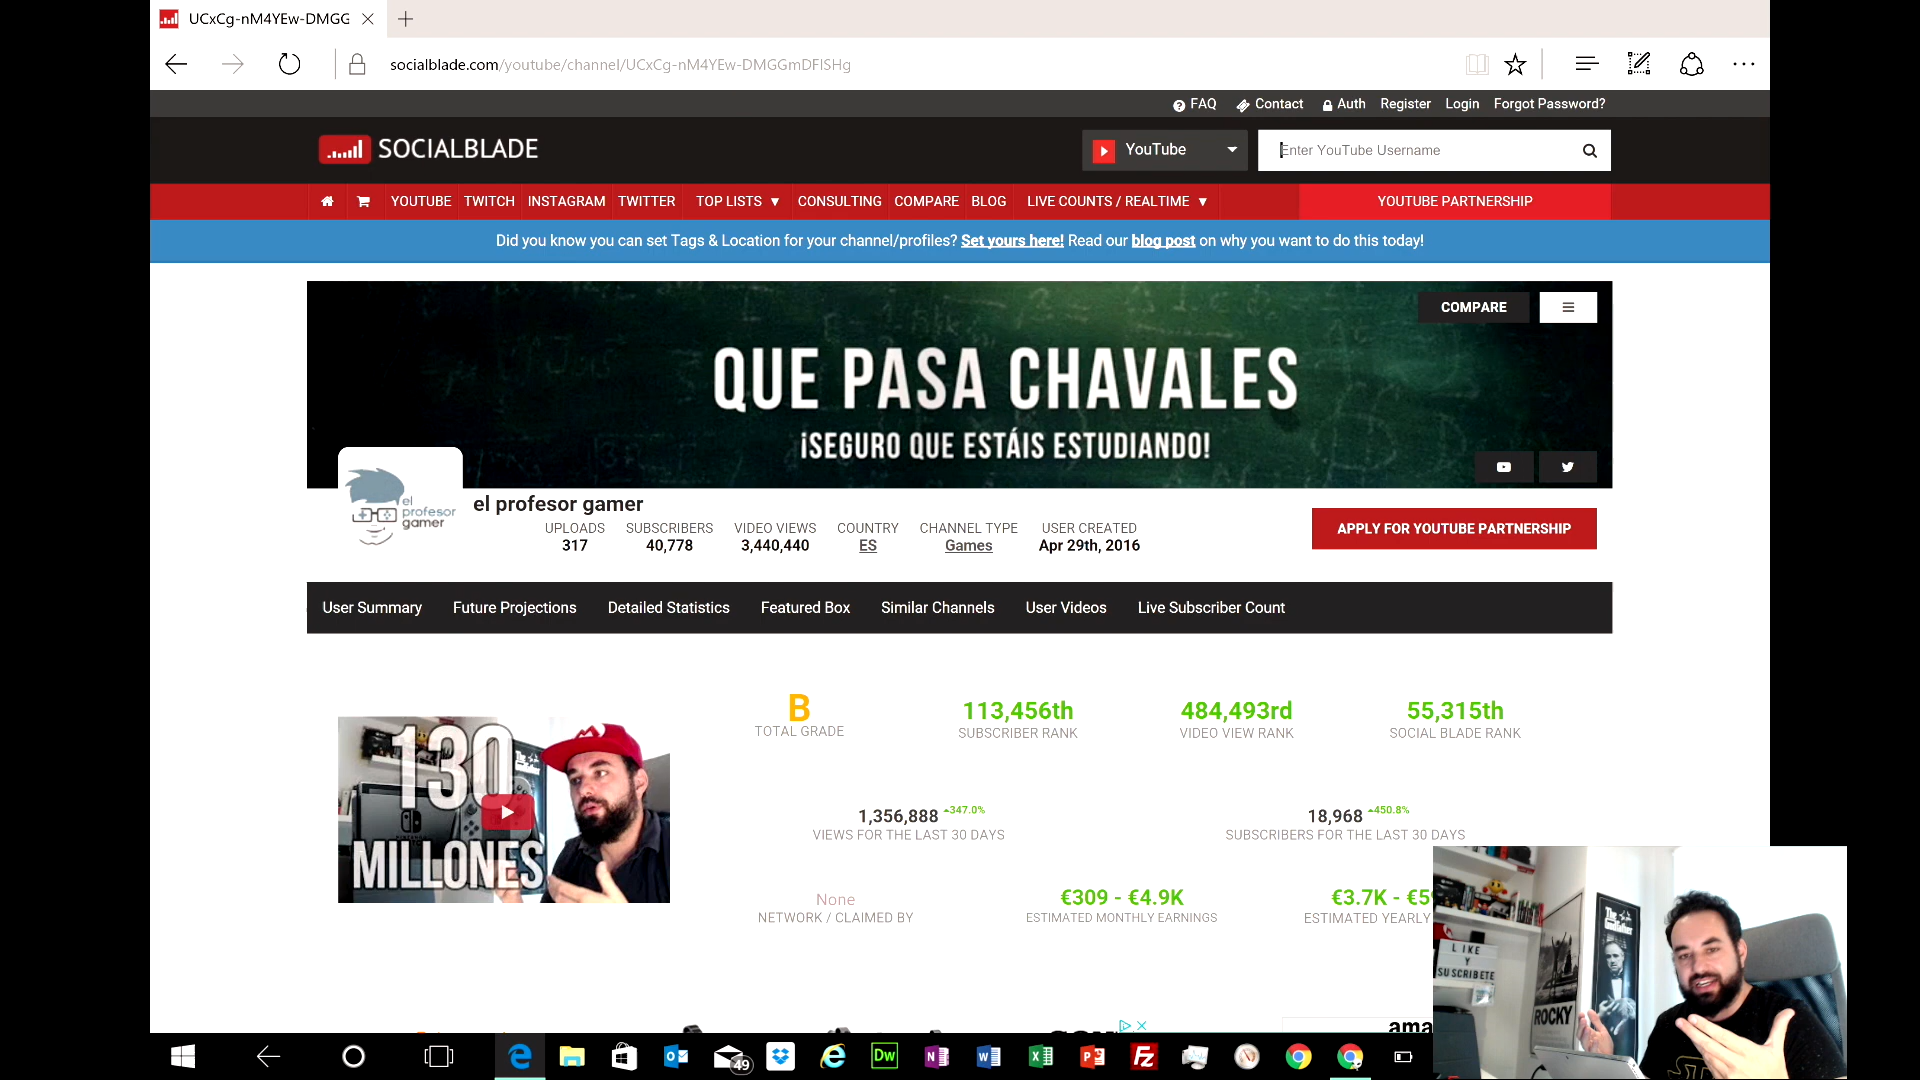 UCxCg-nM4YEw-DMGG
socialblade.com/youtube/channel/UCxCg-nM4YEw-DMGGmDFlSHg
FAQ Contact Auth Register Login Forgot Password?
SOCIALBLADE YouTube Enter YouTube Username
YOUTUBE TWITCH INSTAGRAM TWITTER TOP LISTS CONSULTING COMPARE BLOG LIVE COUNTS / REALTIME YOUTUBE PARTNERSHIP
Did you know you can set Tags & Location for your channel/profiles? Set yours here! Read our blog post on why you want to do this today!
COMPARE
QUE PASA CHAVALES
¡SEGURO QUE ESTÁIS ESTUDIANDO!
el profesor gamer
el
profesor
gamer
UPLOADS SUBSCRIBERS VIDEO VIEWS COUNTRY CHANNEL TYPE USER CREATED
317 40,778 3,440,440 ES Games Apr 29th, 2016
APPLY FOR YOUTUBE PARTNERSHIP
User Summary Future Projections Detailed Statistics Featured Box Similar Channels User Videos Live Subscriber Count
B 113,456th 484,493rd 55,315th
TOTAL GRADE SUBSCRIBER RANK VIDEO VIEW RANK SOCIAL BLADE RANK
130
MILLONES
1,356,888 347.0% 18,968 450.8%
VIEWS FOR THE LAST 30 DAYS SUBSCRIBERS FOR THE LAST 30 DAYS
None €309 - €4.9K €3.7K - €5
NETWORK / CLAIMED BY ESTIMATED MONTHLY EARNINGS ESTIMATED YEARLY
The
Godfather
LIKE
Y
SUSCRIBETE
ROCKY
ama
49
Dw